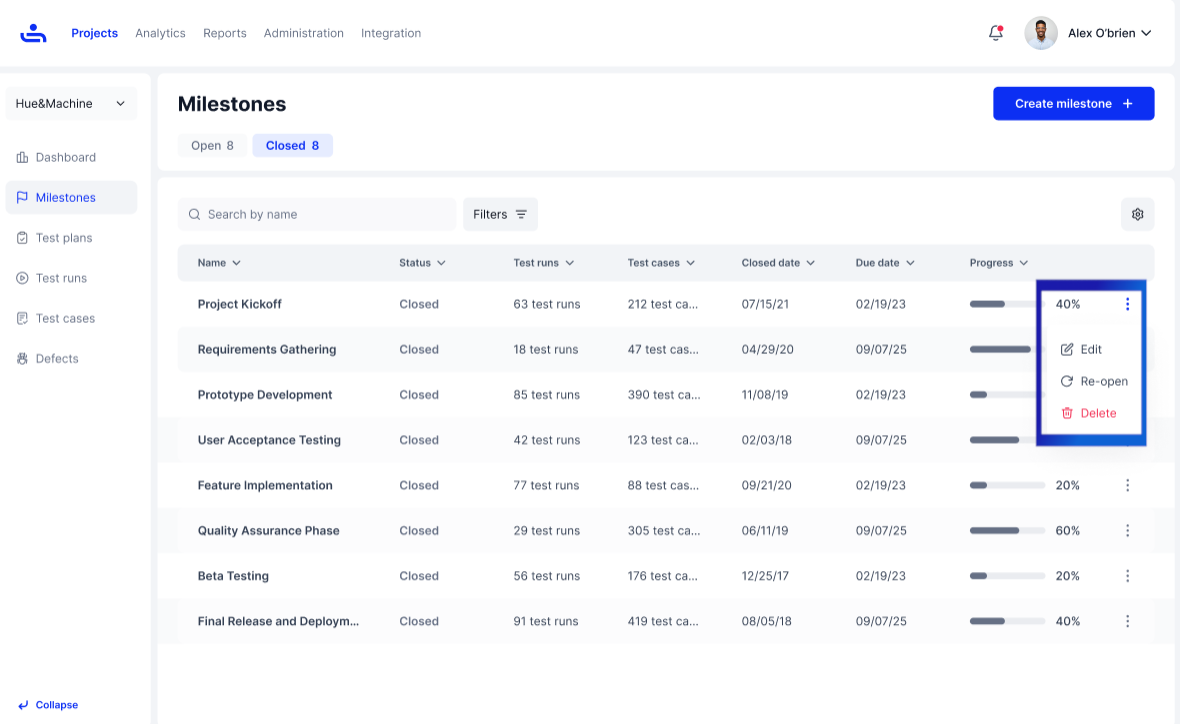 Projects Analytics Reports Administration Integration Alex O'brien
Hue&Machine
Dashboard
Milestones
Test plans
Test runs
Test cases
Defects
Collapse
Milestones
Create milestone +
Open 8 Closed 8
Search by name Filters
Name Status Test runs Test cases Closed date Due date Progress
Project Kickoff Closed 63 test runs 212 test ca... 07/15/21 02/19/23 40%
Requirements Gathering Closed 18 test runs 47 test cas... 04/29/20 09/07/25
Prototype Development Closed 85 test runs 390 test ca... 11/08/19 02/19/23
User Acceptance Testing Closed 42 test runs 123 test ca... 02/03/18 09/07/25
Feature Implementation Closed 77 test runs 88 test cas... 09/21/20 02/19/23 20%
Quality Assurance Phase Closed 29 test runs 305 test ca... 06/11/19 09/07/25 60%
Beta Testing Closed 56 test runs 176 test ca... 12/25/17 02/19/23 20%
Final Release and Deploym... Closed 91 test runs 419 test ca... 08/05/18 09/07/25 40%
Edit
Re-open
Delete